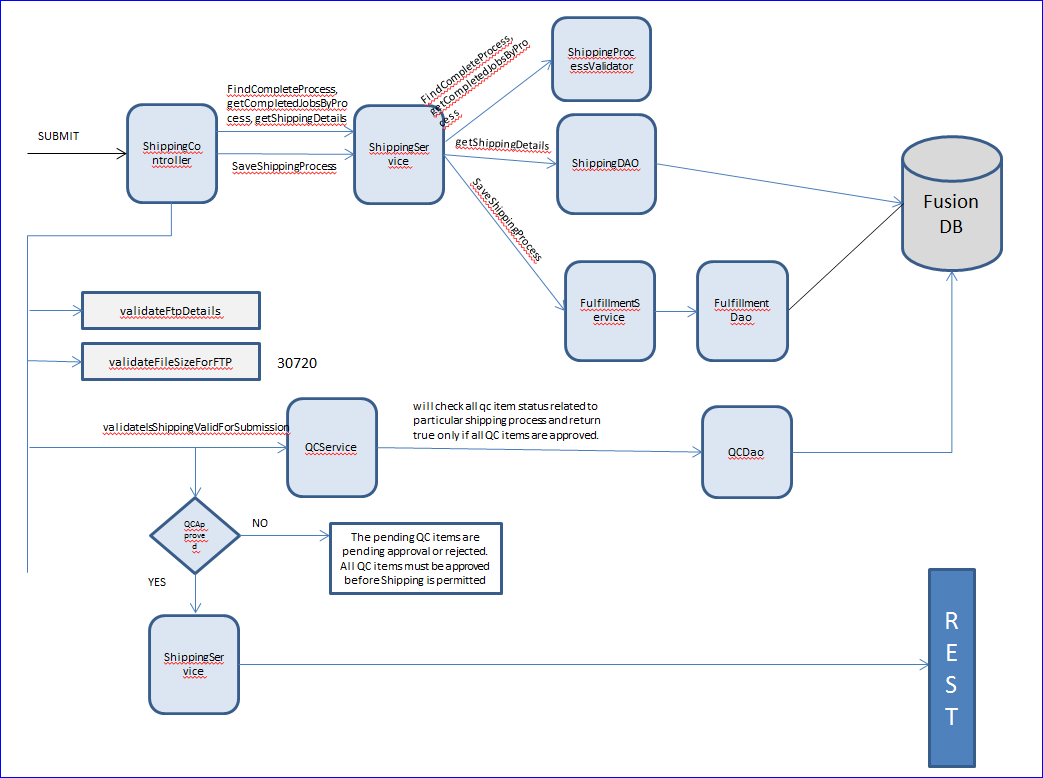 FindCompleteProcess,
getCompletedJobsByPro
cess
ShippingProc
essValidator
FindCompleteProcess,
getCompletedJobsByPro
cess, getShippingDetails
SUBMIT
ShippingCo
ntroller
SaveShippingProcess
ShippingSer
vice
getShippingDetails
ShippingDAO
SaveShippingProcess
Fusion
DB
FulfillmentS
ervice
Fulfillment
Dao
validateFtpDetails
validateFileSizeForFTP
30720
validateIsShippingValidForSubmission
QCService
will check all qc item status related to
particular shipping process and return
true only if all QC items are approved.
QCDao
QCAp
prove
d
NO
The pending QC items are
pending approval or rejected.
All QC items must be approved
before Shipping is permitted
YES
ShippingSer
vice
R
E
S
T